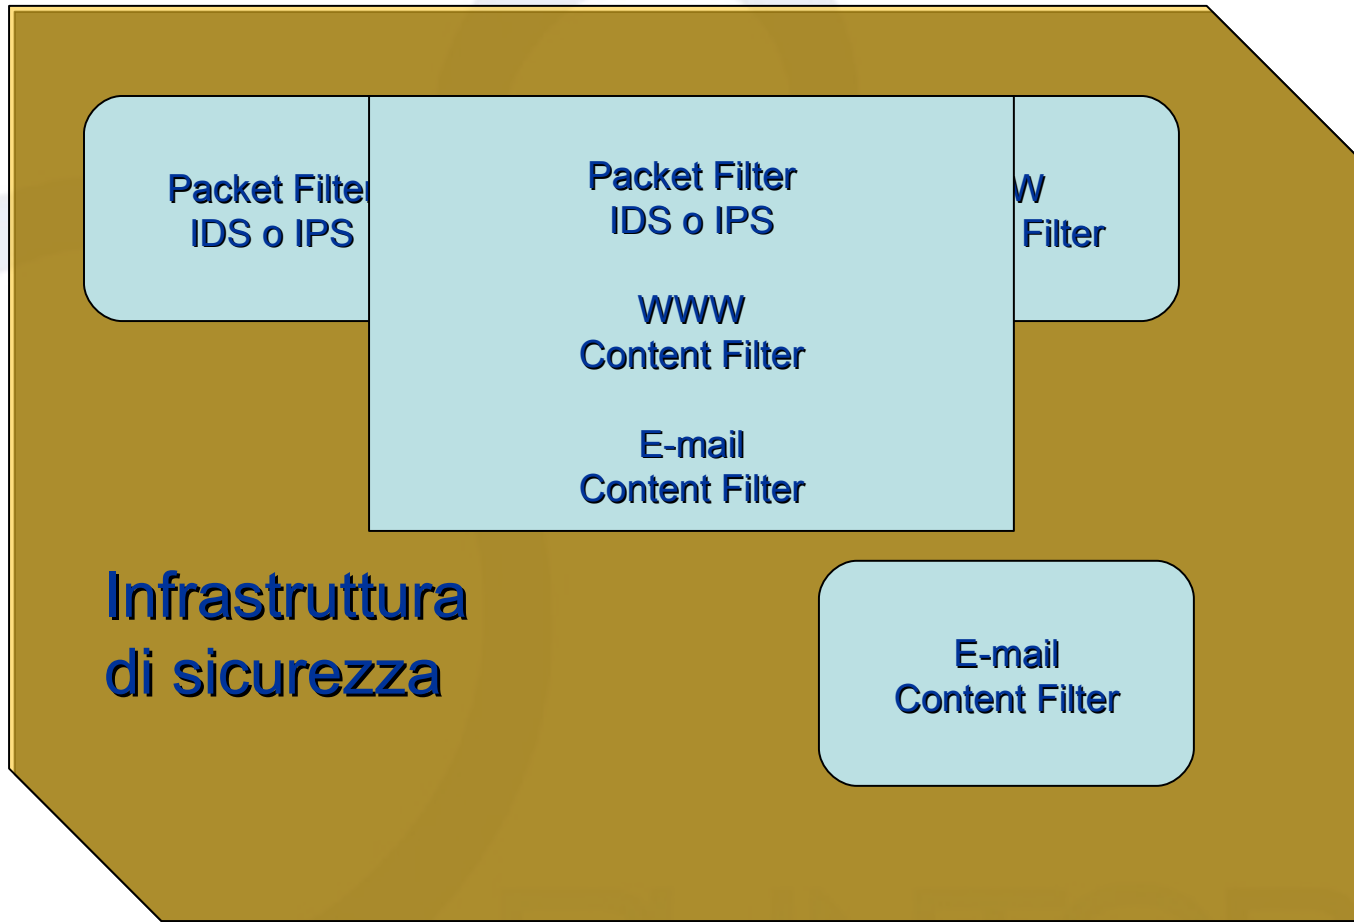 Packet Filter
IDS o IPS
Packet Filter
IDS o IPS
WWW
Content Filter
E-mail
Content Filter
W
Filter
Infrastruttura
di sicurezza
E-mail
Content Filter